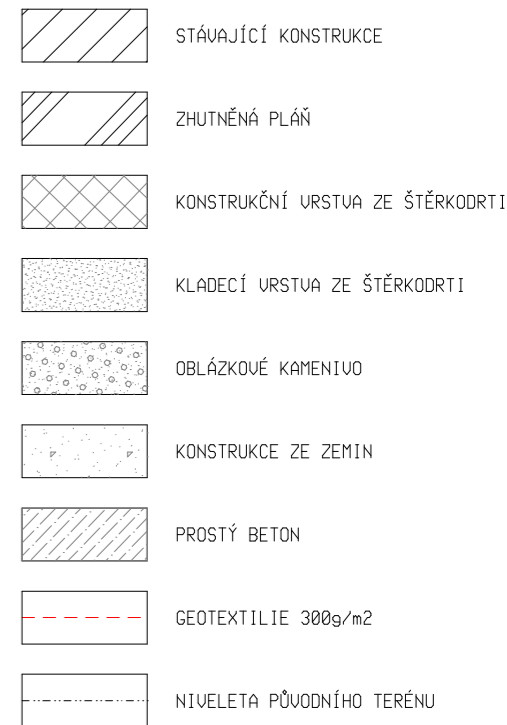 STÁVAJÍCÍ KONSTRUKCE
ZHUTNĚNÁ PLÁŇ
KONSTRUKČNÍ VRSTVA ZE ŠTĚRKODRTI
KLADECÍ VRSTVA ZE ŠTĚRKODRTI
OBLÁZKOVÉ KAMENIVO
KONSTRUKCE ZE ZEMIN
PROSTÝ BETON
GEOTEXTILIE 300g/m2
NIVELETA PŮVODNÍHO TERÉNU